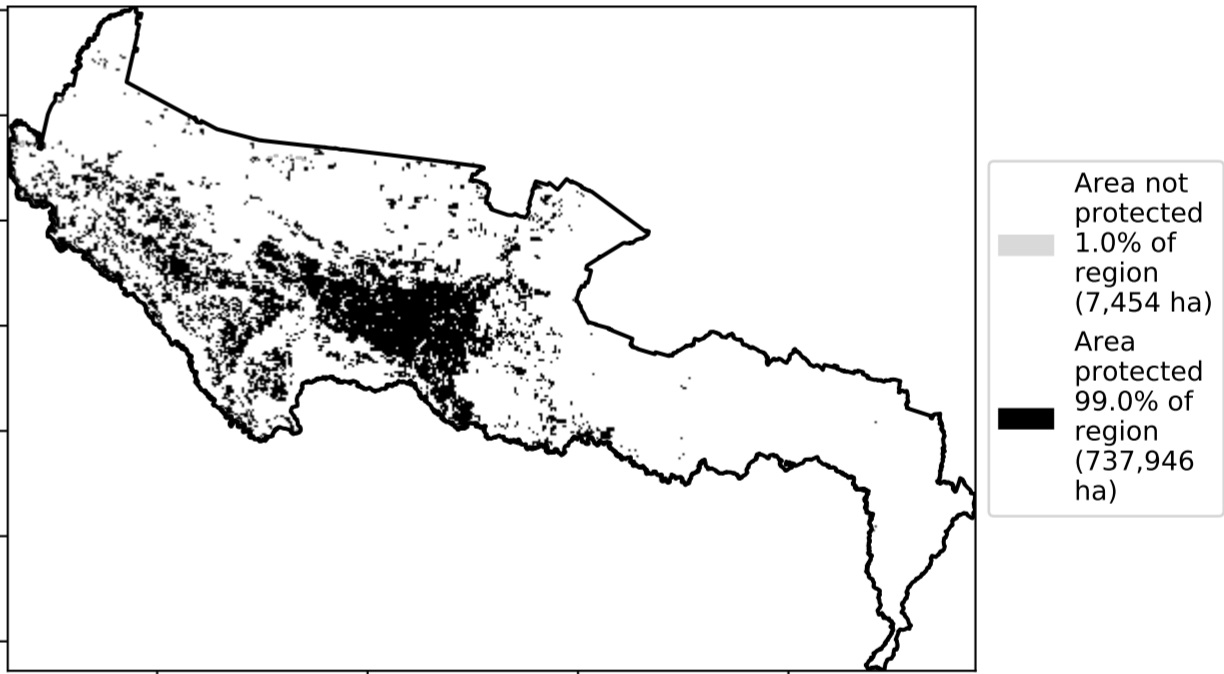 Area not
protected
1.0% of
region
(7,454 ha)
Area
protected
99.0% of
region
(737,946
ha)